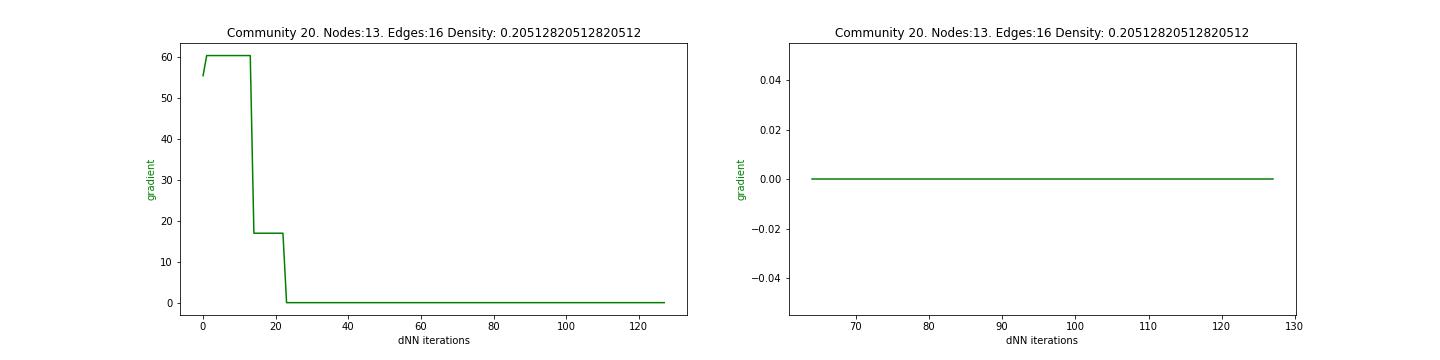 Community 20. Nodes:13. Edges:16 Density: 0.20512820512820512
60
50
40
30
20
10
0
gradient
0 20 40 60 80 100 120
dNN iterations
Community 20. Nodes:13. Edges:16 Density: 0.20512820512820512
0.04
0.02
0.00
−0.02
−0.04
gradient
70 80 90 100 110 120 130
dNN iterations